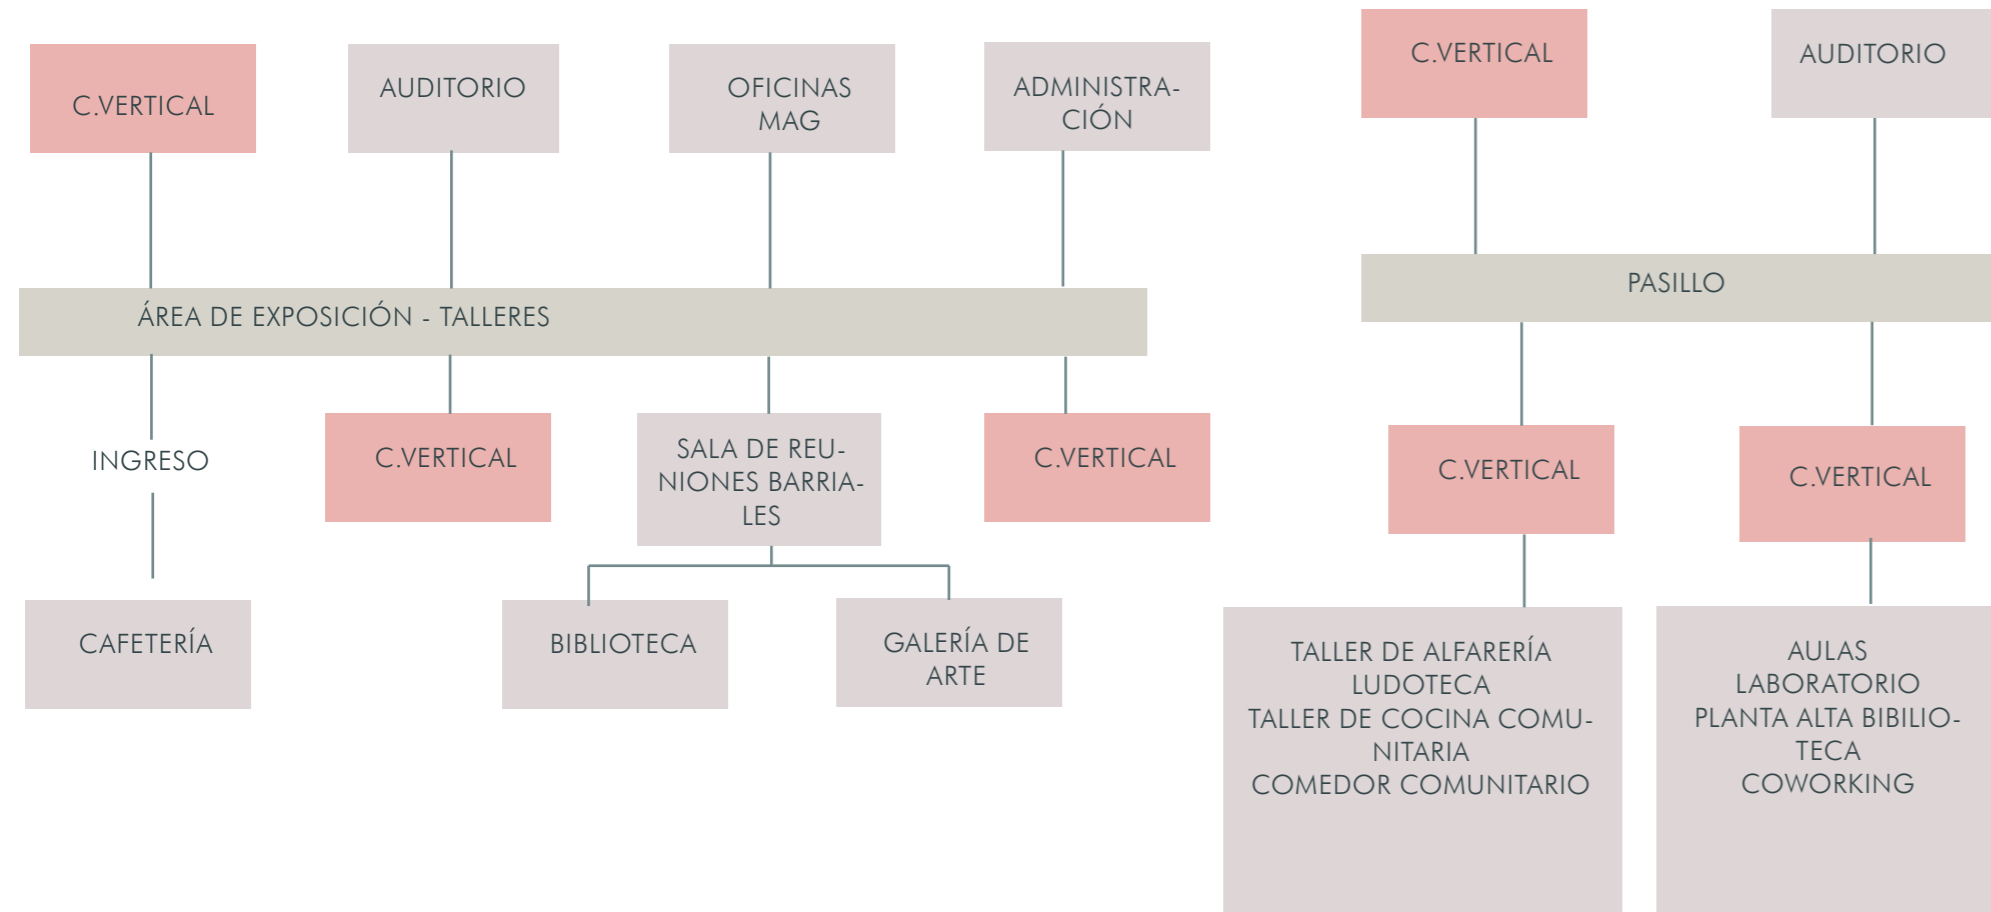 C.VERTICAL
AUDITORIO
OFICINAS
MAG
ADMINISTRA-
CIÓN
ÁREA DE EXPOSICIÓN - TALLERES
INGRESO
C.VERTICAL
SALA DE REU-
NIONES BARRIA-
LES
C.VERTICAL
CAFETERÍA
BIBLIOTECA
GALERÍA DE
ARTE
C.VERTICAL
AUDITORIO
PASILLO
C.VERTICAL
C.VERTICAL
TALLER DE ALFARERÍA
LUDOTECA
TALLER DE COCINA COMU-
NITARIA
COMEDOR COMUNITARIO
AULAS
LABORATORIO
PLANTA ALTA BIBILIO-
TECA
COWORKING